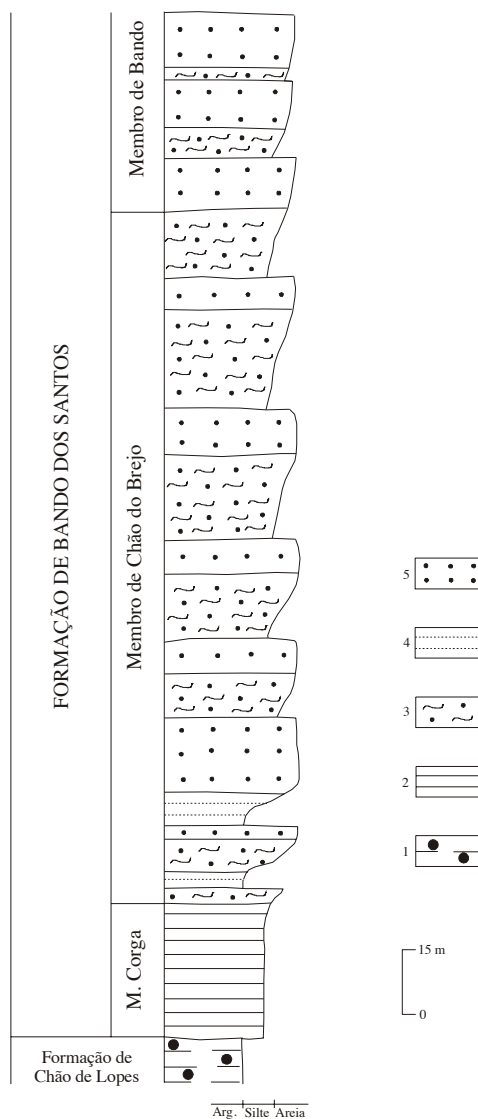 Membro de Bando
FORMAÇÃO DE BANDO DOS SANTOS
Membro de Chão do Brejo
M. Corga
Formação de
Chão de Lopes
5
4
3
2
1
15 m
0
Arg. Silte Areia